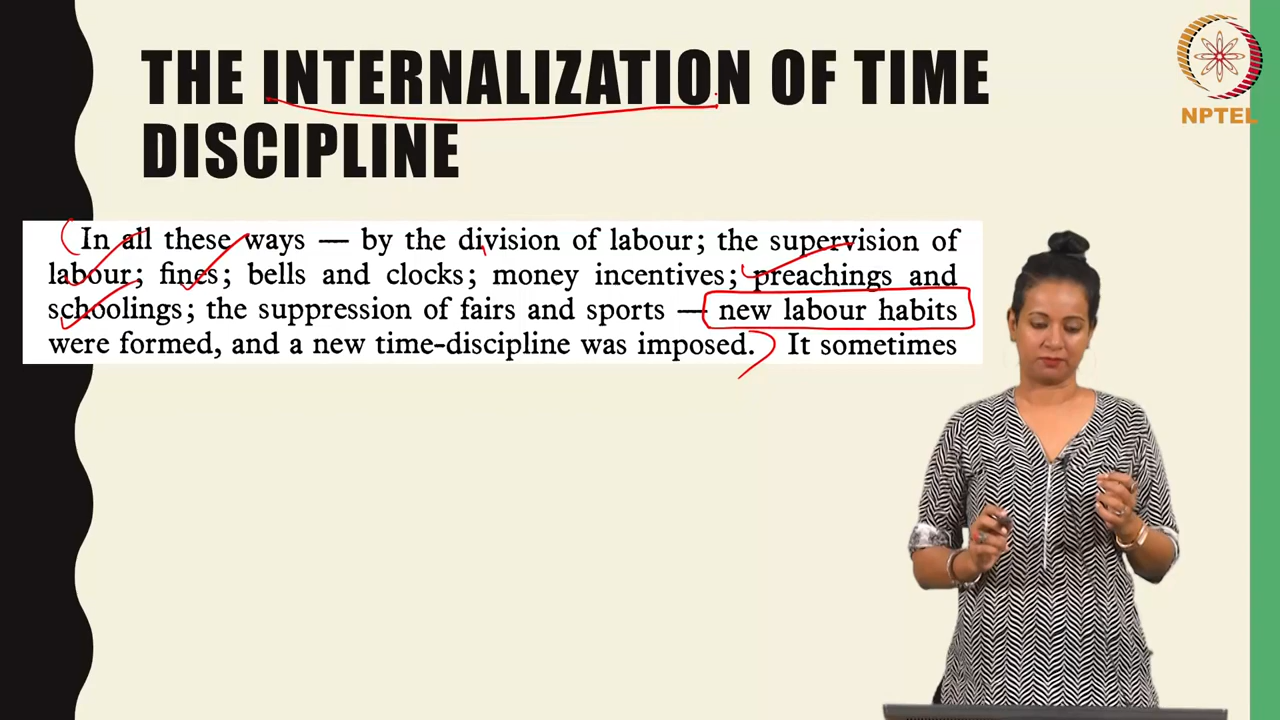 THE INTERNALIZATION OF TIME
DISCIPLINE
NPTEL
In all these ways — by the division of labour; the supervision of
labour; fines; bells and clocks; money incentives; preachings and
schoolings; the suppression of fairs and sports — new labour habits
were formed, and a new time-discipline was imposed. It sometimes